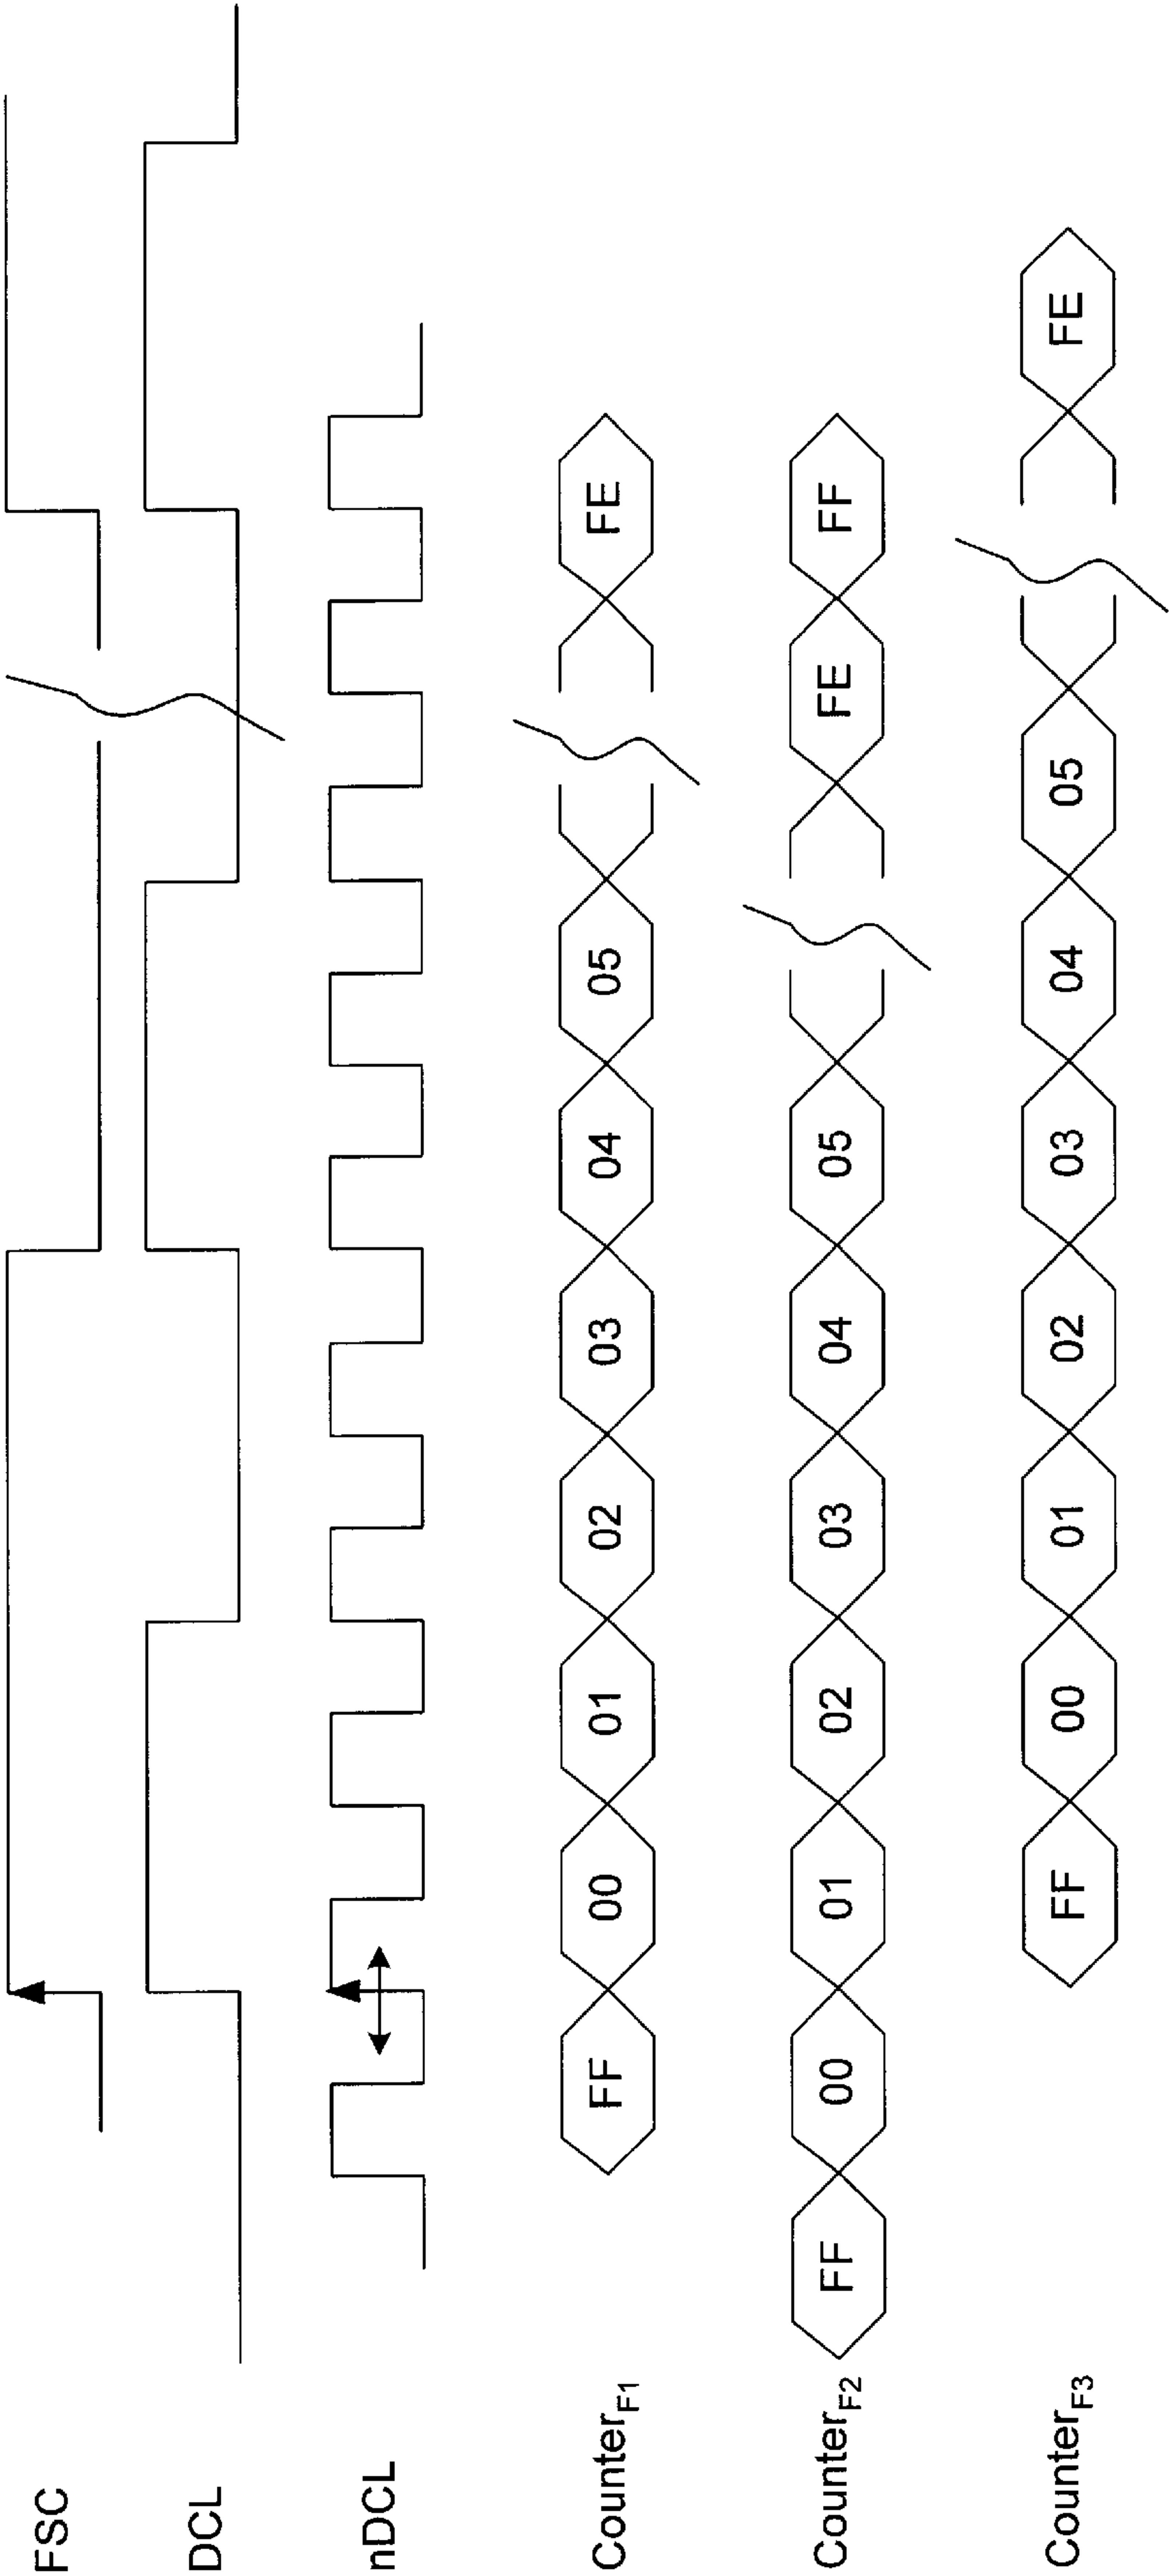 FSC
DCL
nDCL
CounterF1 FF 00 01 02 03 04 05 FE
CounterF2 FF 00 01 02 03 04 05 FE FF
CounterF3 FF 00 01 02 03 04 05 FE